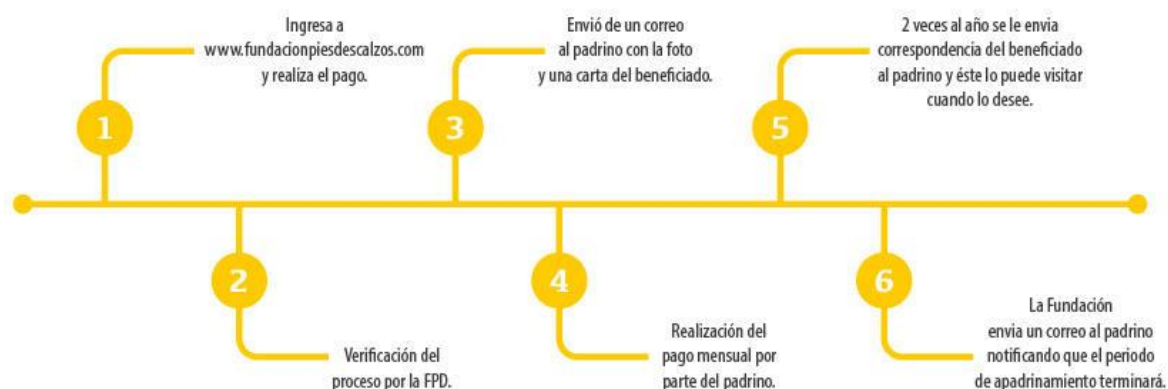 1
Ingresa a
www.fundacionpiesdescalzos.com
y realiza el pago.
2
Verificación del
proceso por la FPD.
3
Envió de un correo
al padrino con la foto
y una carta del beneficiado.
4
Realización del
pago mensual por
parte del padrino.
5
2 veces al año se le envia
correspondencia del beneficiado
al padrino y éste lo puede visitar
cuando lo desee.
6
La Fundación
envia un correo al padrino
notificando que el periodo
de apadrinamiento terminará.